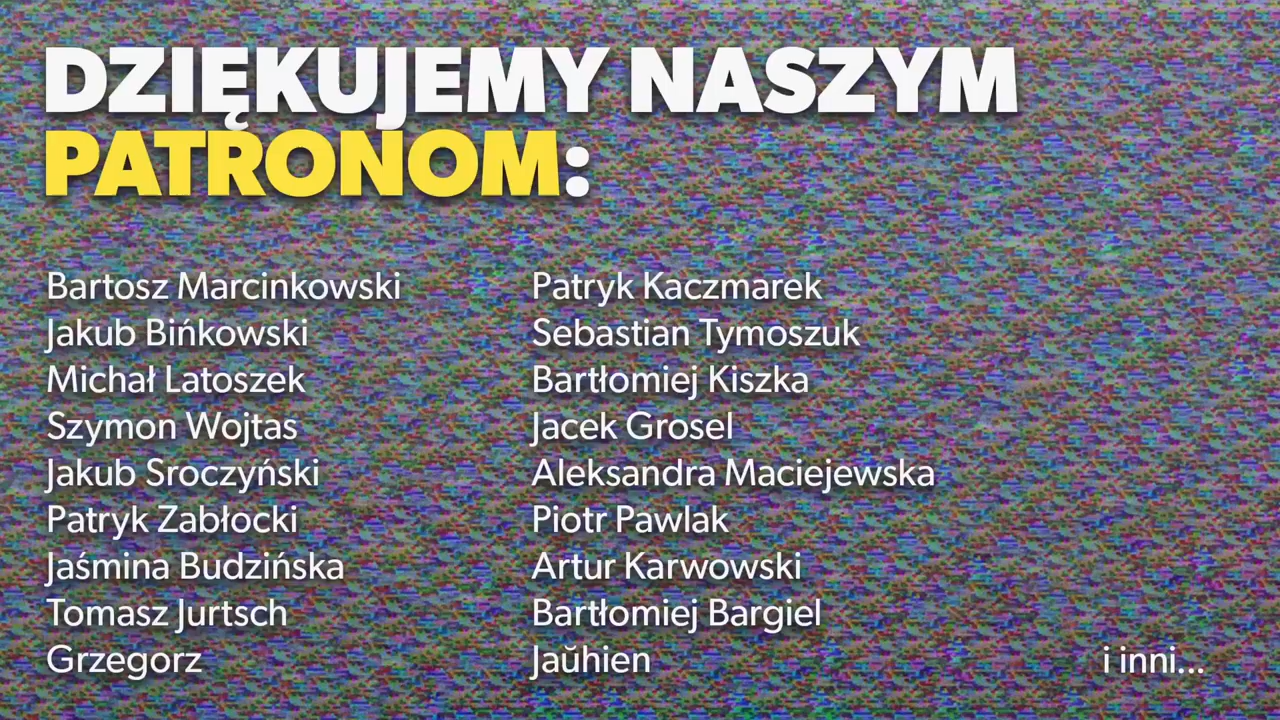 DZIĘKUJEMY NASZYM
PATRONOM:
Bartosz Marcinkowski
Jakub Bińkowski
Michał Latoszek
Szymon Wojtas
Jakub Sroczyński
Patryk Zabłocki
Jaśmina Budzińska
Tomasz Jurtsch
Grzegorz
Patryk Kaczmarek
Sebastian Tymoszuk
Bartłomiej Kiszka
Jacek Grosel
Aleksandra Maciejewska
Piotr Pawlak
Artur Karwowski
Bartłomiej Bargiel
Jaŭhien
i inni...